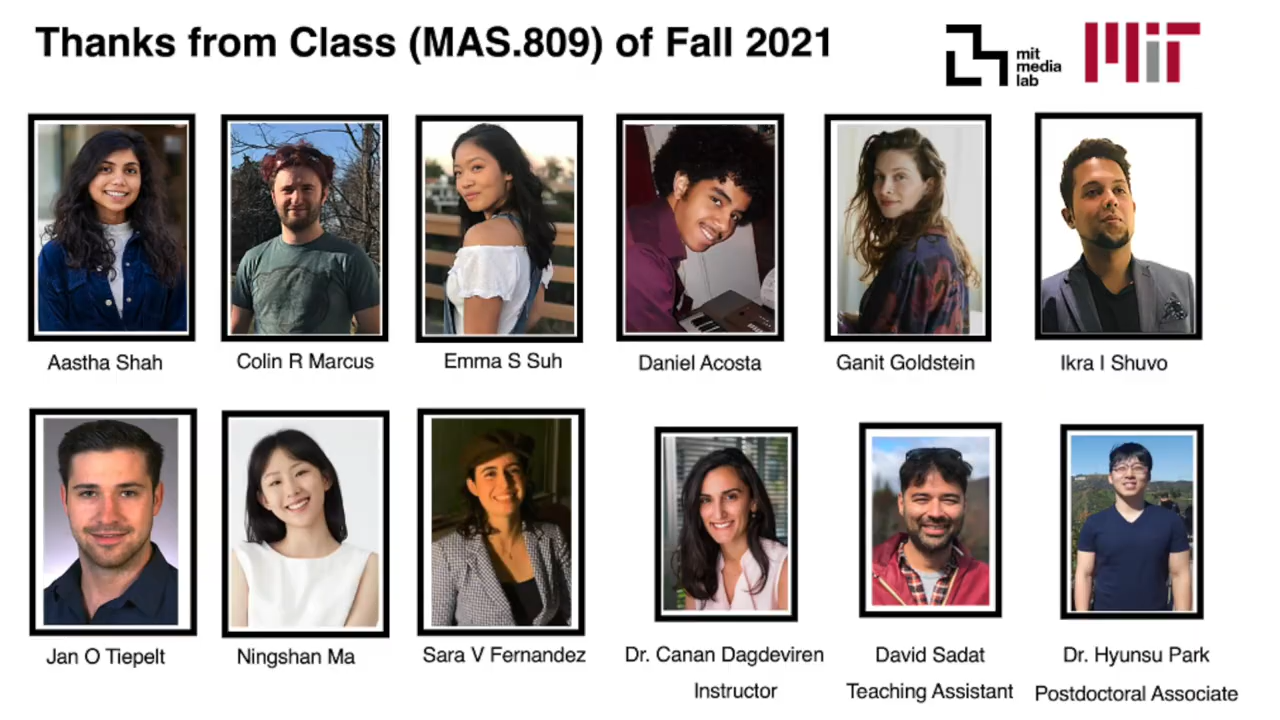 Thanks from Class (MAS.809) of Fall 2021
mit
media
lab
MiT
Aastha Shah
Colin R Marcus
Emma S Suh
Daniel Acosta
Ganit Goldstein
Ikra I Shuvo
Jan O Tiepelt
Ningshan Ma
Sara V Fernandez
Dr. Canan Dagdeviren
Instructor
David Sadat
Teaching Assistant
Dr. Hyunsu Park
Postdoctoral Associate